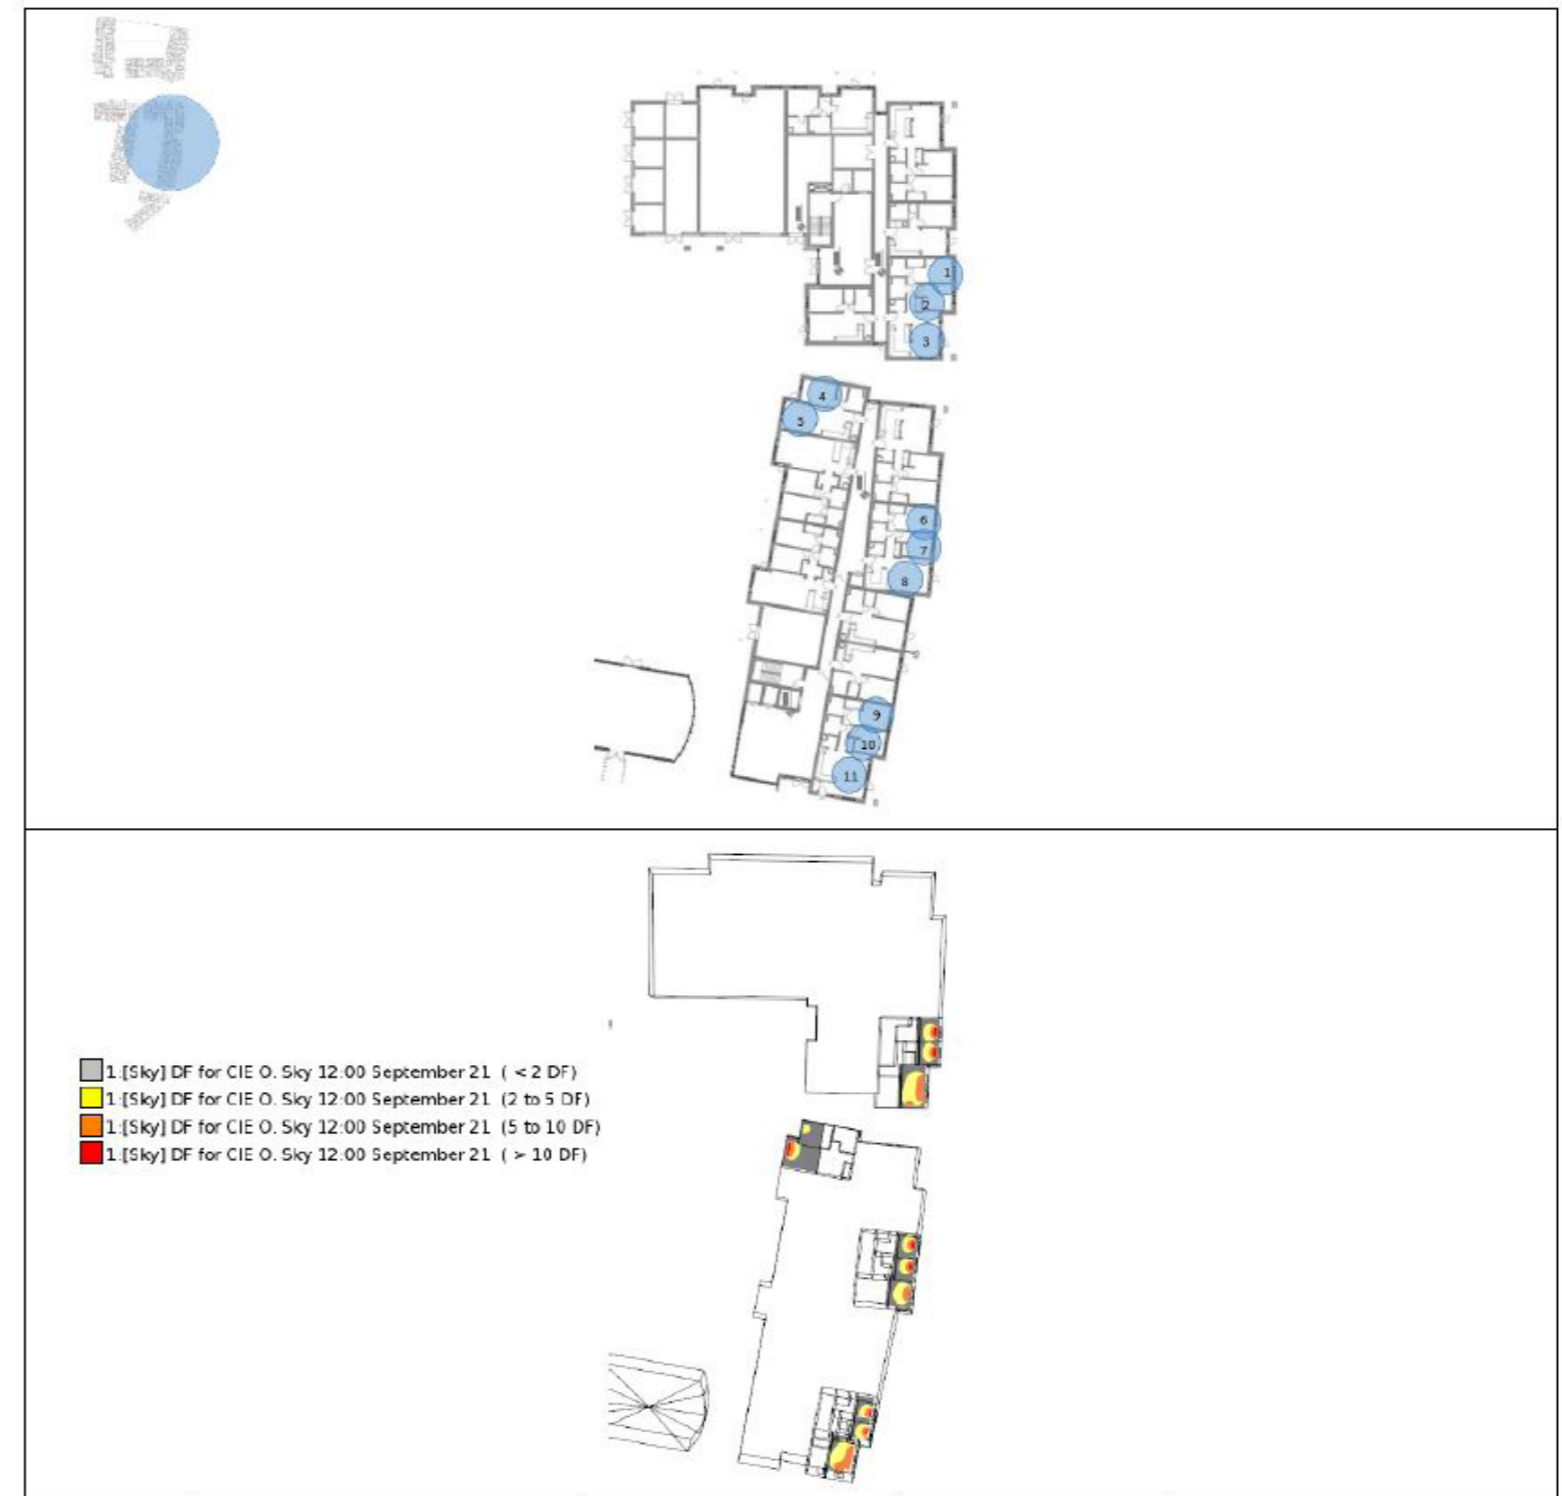 1
2
3
4
5
6
7
8
9
10
11
1:[Sky] DF for CIE O. Sky 12:00 September 21 ( < 2 DF)
1:[Sky] DF for CIE O. Sky 12:00 September 21 (2 to 5 DF)
1:[Sky] DF for CIE O. Sky 12:00 September 21 (5 to 10 DF)
1:[Sky] DF for CIE O. Sky 12:00 September 21 ( > 10 DF)